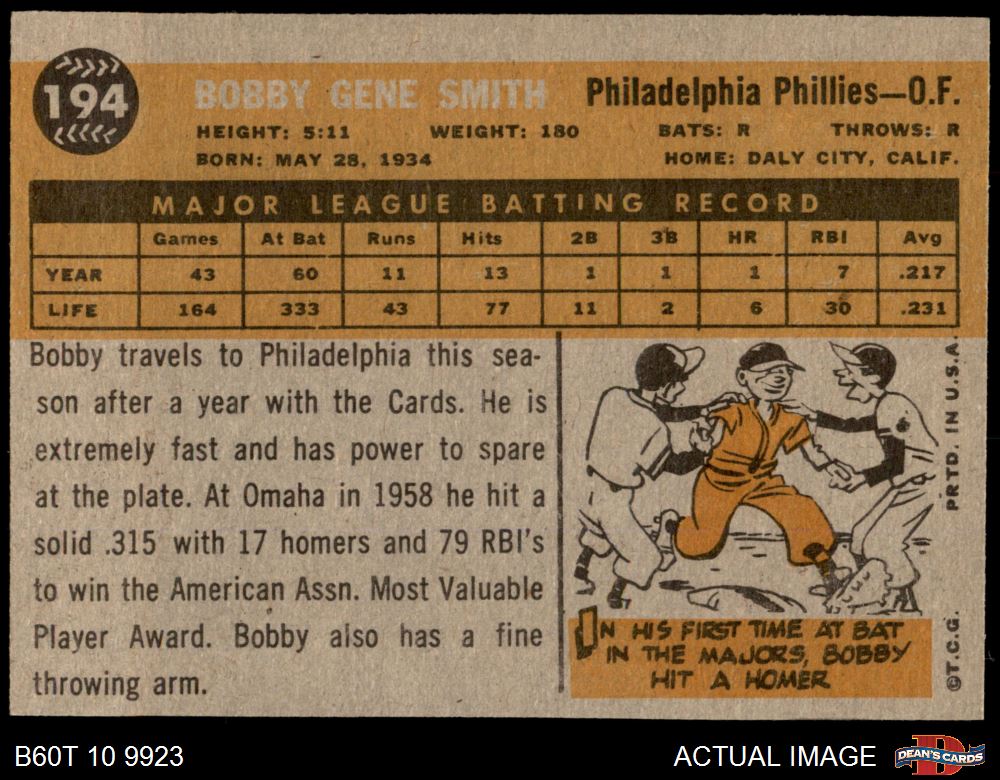 194
BOBBY GENE SMITH Philadelphia Phillies—O.F.
HEIGHT: 5:11 WEIGHT: 180 BATS: R THROWS: R
BORN: MAY 28, 1934 HOME: DALY CITY, CALIF.
MAJOR LEAGUE BATTING RECORD
Games At Bat Runs Hits 2B 3B HR RBI Avg
YEAR 43 60 11 13 1 1 1 7 .217
LIFE 164 333 43 77 11 2 6 30 .231
Bobby travels to Philadelphia this sea-
son after a year with the Cards. He is
extremely fast and has power to spare
at the plate. At Omaha in 1958 he hit a
solid .315 with 17 homers and 79 RBI's
to win the American Assn. Most Valuable
Player Award. Bobby also has a fine
throwing arm.
IN HIS FIRST TIME AT BAT
IN THE MAJORS, BOBBY
HIT A HOMER
©T.C.G. PRTD. IN U.S.A.
B60T 10 9923 ACTUAL IMAGE
DEAN'S CARDS